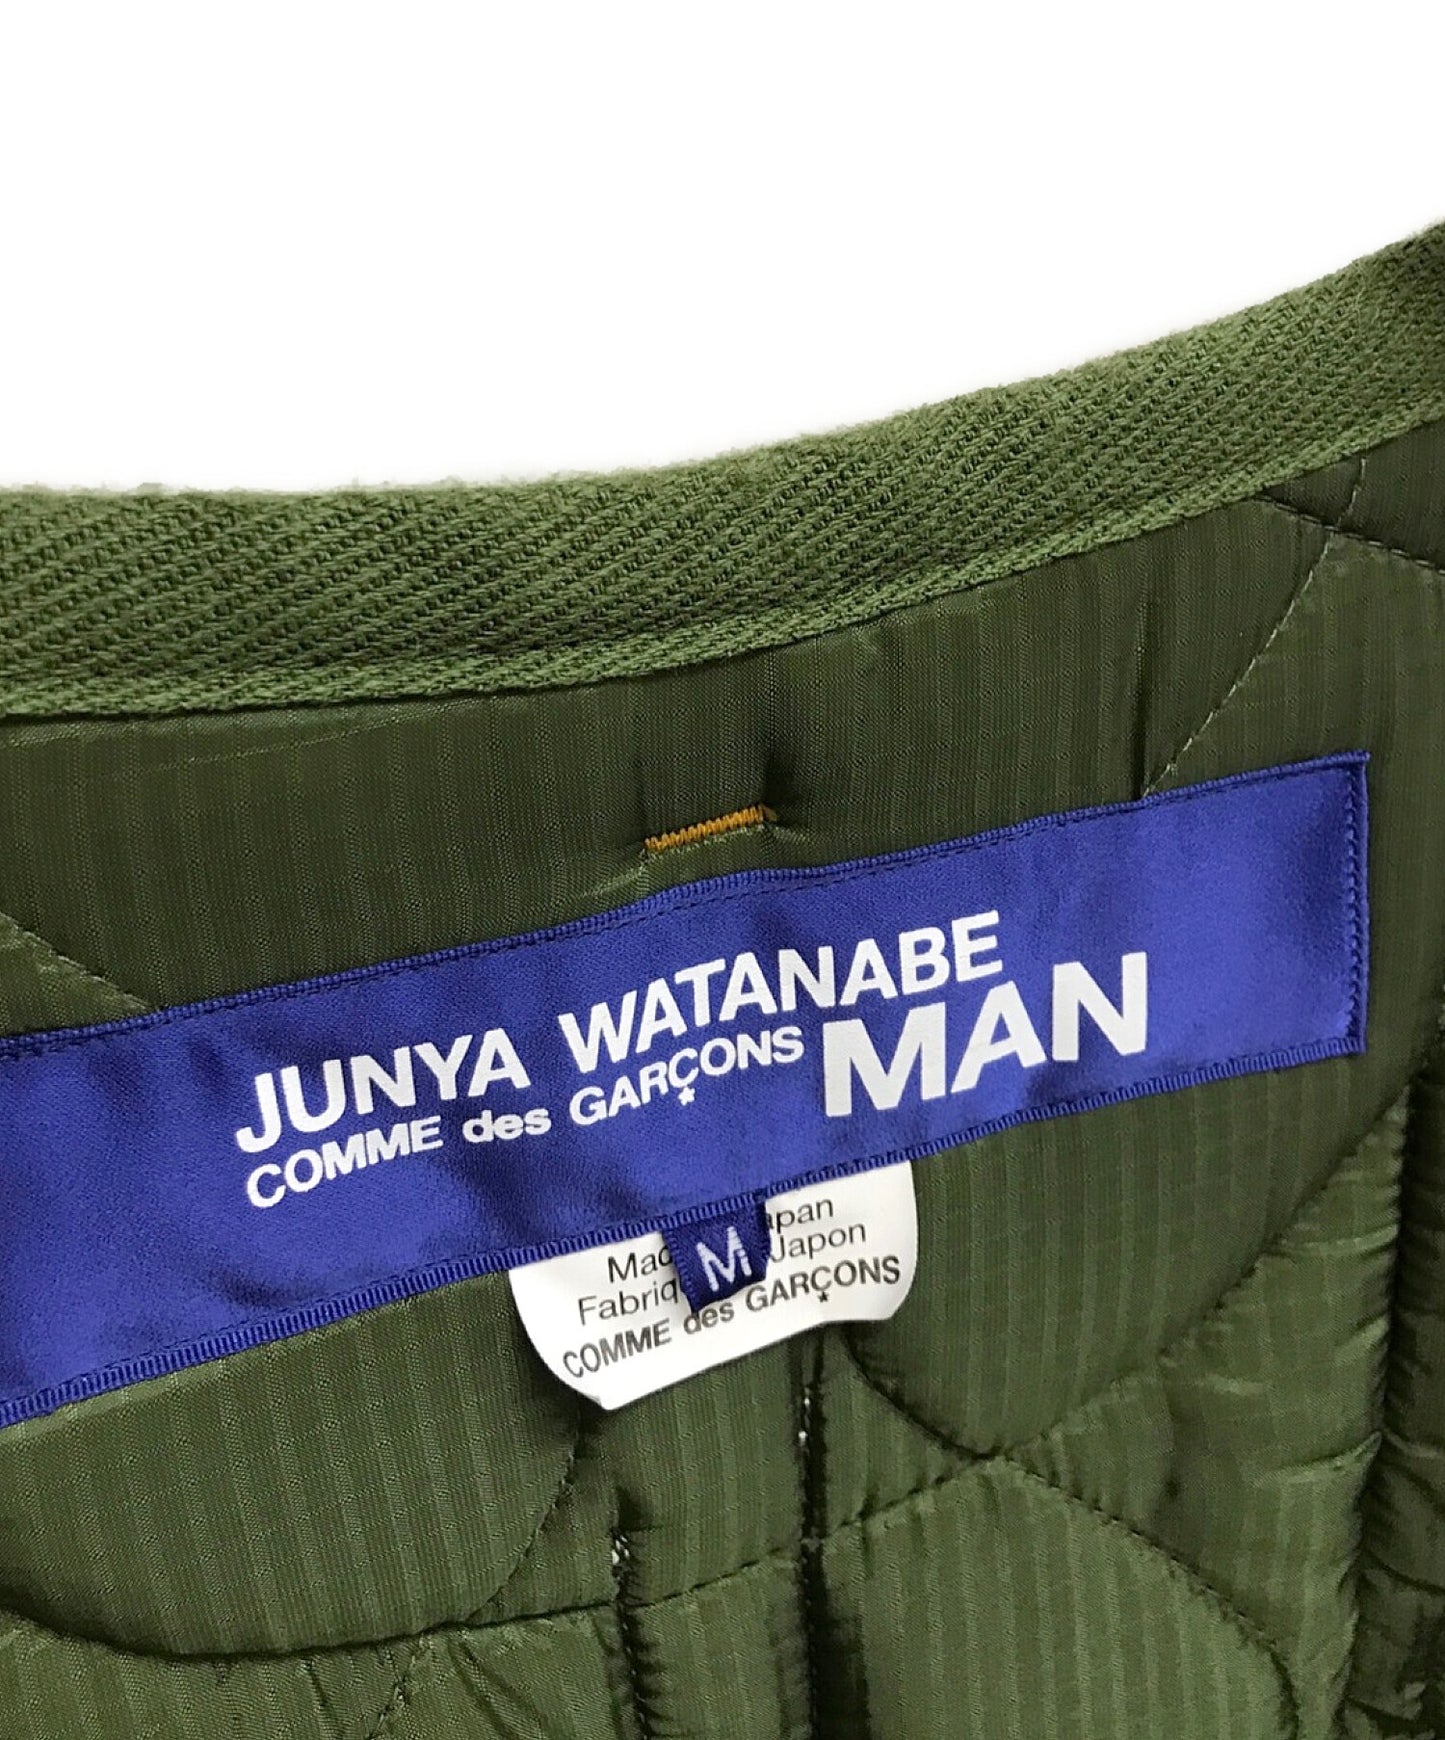 JUNYA WATANABE
COMME des GARÇONS MAN
M
Japon
COMME des GARÇONS